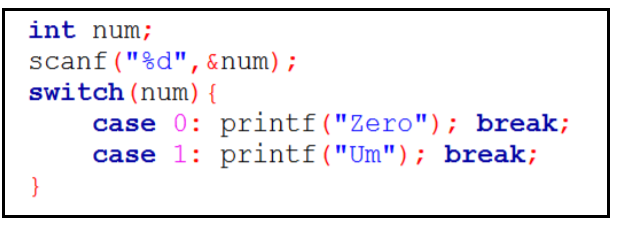 int num;
scanf("%d",&num);
switch(num){
    case 0: printf("Zero"); break;
    case 1: printf("Um"); break;
}